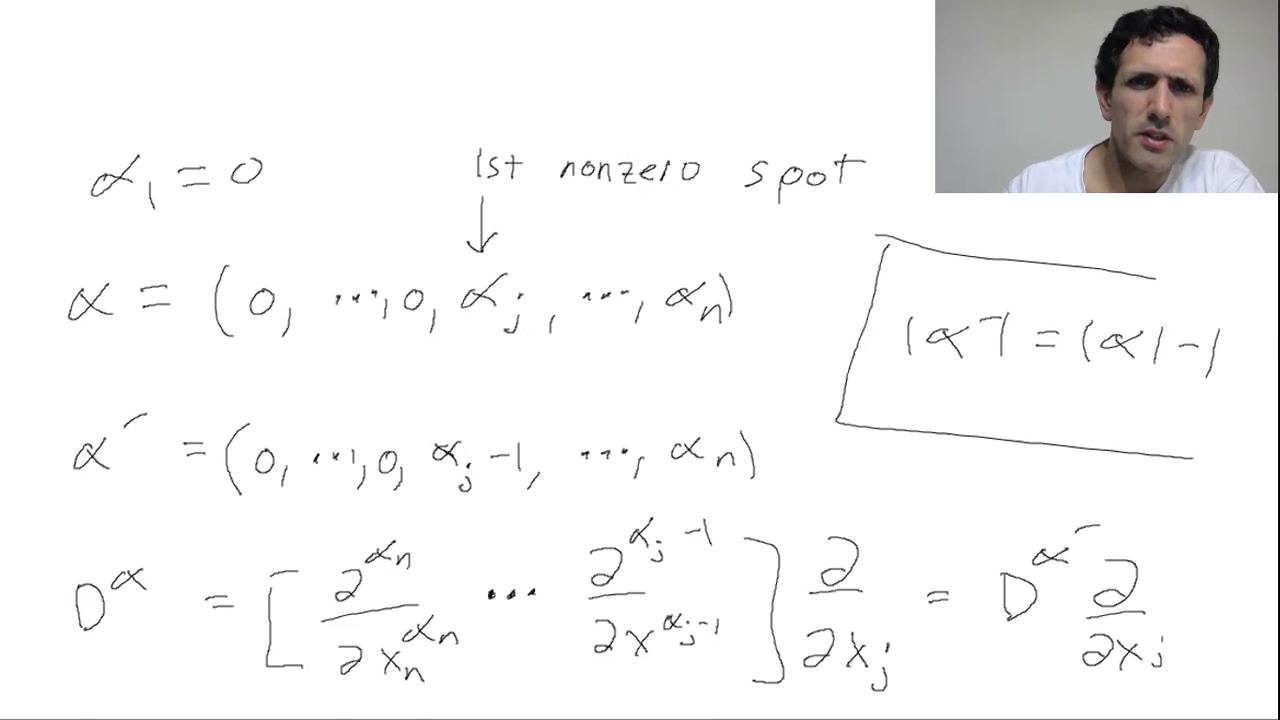 α₁ = 0
1st nonzero spot
↓
α = (0, ..., 0, αⱼ, ..., αₙ)
|α⁻| = |α| - 1
α⁻ = (0, ..., 0, αⱼ - 1, ..., αₙ)
D^α = [ ∂^{αₙ} / ∂xₙ^{αₙ} ... ∂^{αⱼ - 1} / ∂x^{αⱼ - 1} ] ∂ / ∂xⱼ = D^{α⁻} ∂ / ∂xⱼ